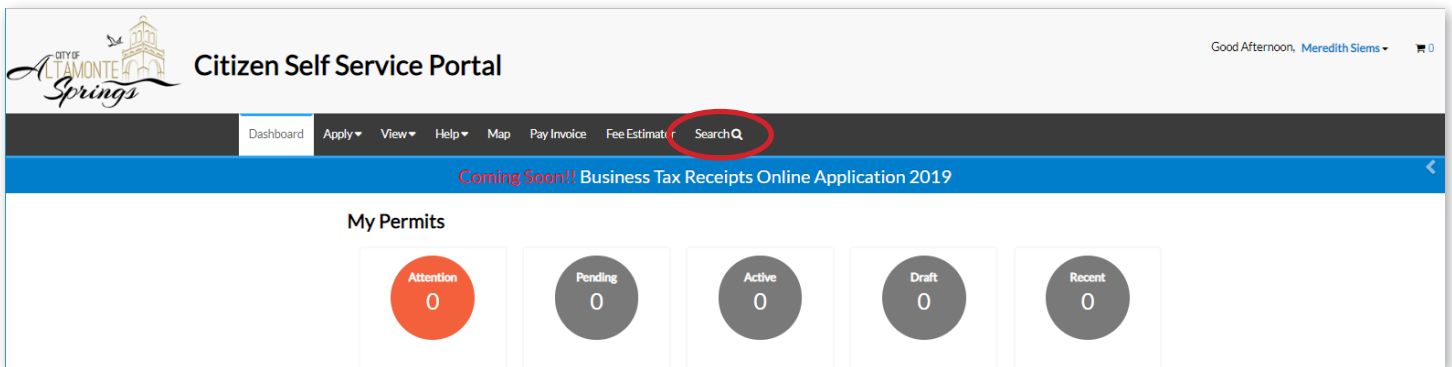 CITY OF
ALTAMONTE
Springs
Citizen Self Service Portal
Good Afternoon, Meredith Siems
0
Dashboard Apply View Help Map Pay Invoice Fee Estimator Search
Coming Soon!! Business Tax Receipts Online Application 2019
My Permits
Attention Pending Active Draft Recent
0 0 0 0 0